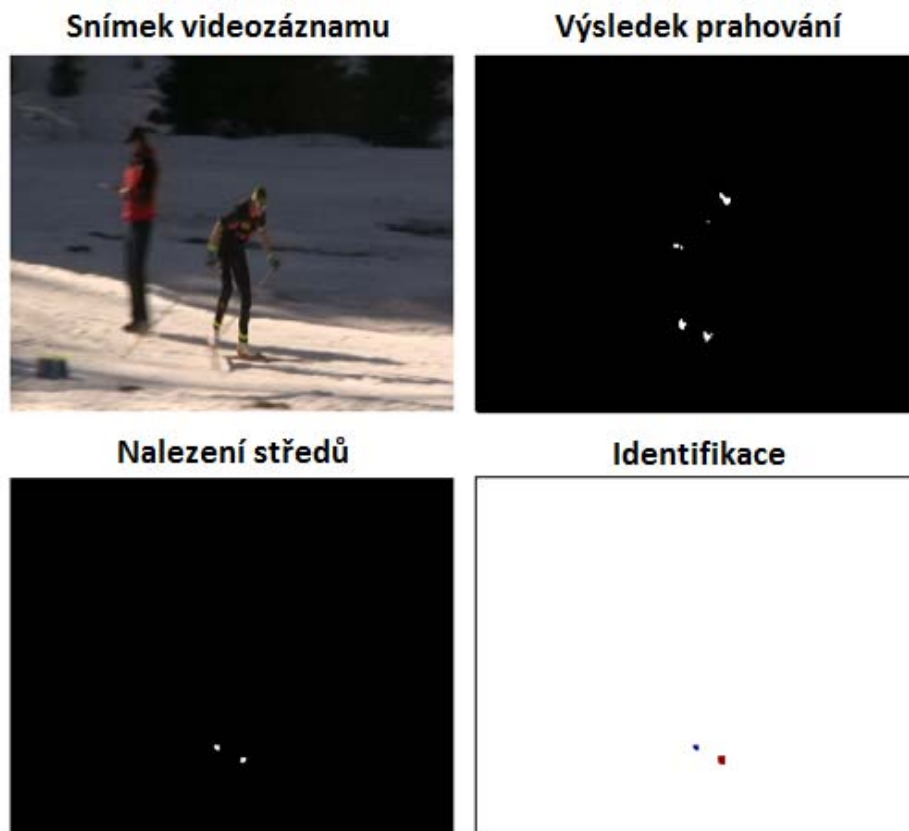 Snímek videozáznamu
Výsledek prahování
Nalezení středů
Identifikace